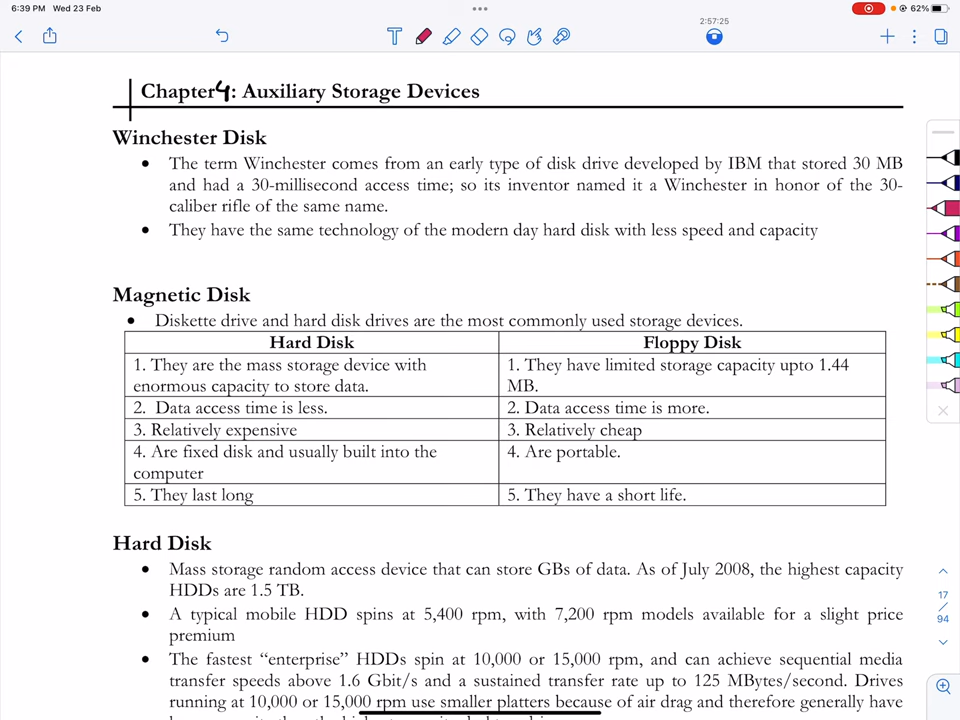 6:39 PM Wed 23 Feb
62%
2:57:25
Chapter 4: Auxiliary Storage Devices
Winchester Disk
• The term Winchester comes from an early type of disk drive developed by IBM that stored 30 MB
and had a 30-millisecond access time; so its inventor named it a Winchester in honor of the 30-
caliber rifle of the same name.
• They have the same technology of the modern day hard disk with less speed and capacity
Magnetic Disk
• Diskette drive and hard disk drives are the most commonly used storage devices.
Hard Disk Floppy Disk
1. They are the mass storage device with 1. They have limited storage capacity upto 1.44
enormous capacity to store data. MB.
2. Data access time is less. 2. Data access time is more.
3. Relatively expensive 3. Relatively cheap
4. Are fixed disk and usually built into the 4. Are portable.
computer
5. They last long 5. They have a short life.
Hard Disk
• Mass storage random access device that can store GBs of data. As of July 2008, the highest capacity
HDDs are 1.5 TB.
• A typical mobile HDD spins at 5,400 rpm, with 7,200 rpm models available for a slight price
premium
• The fastest “enterprise” HDDs spin at 10,000 or 15,000 rpm, and can achieve sequential media
transfer speeds above 1.6 Gbit/s and a sustained transfer rate up to 125 MBytes/second. Drives
running at 10,000 or 15,000 rpm use smaller platters because of air drag and therefore generally have
17
/
94